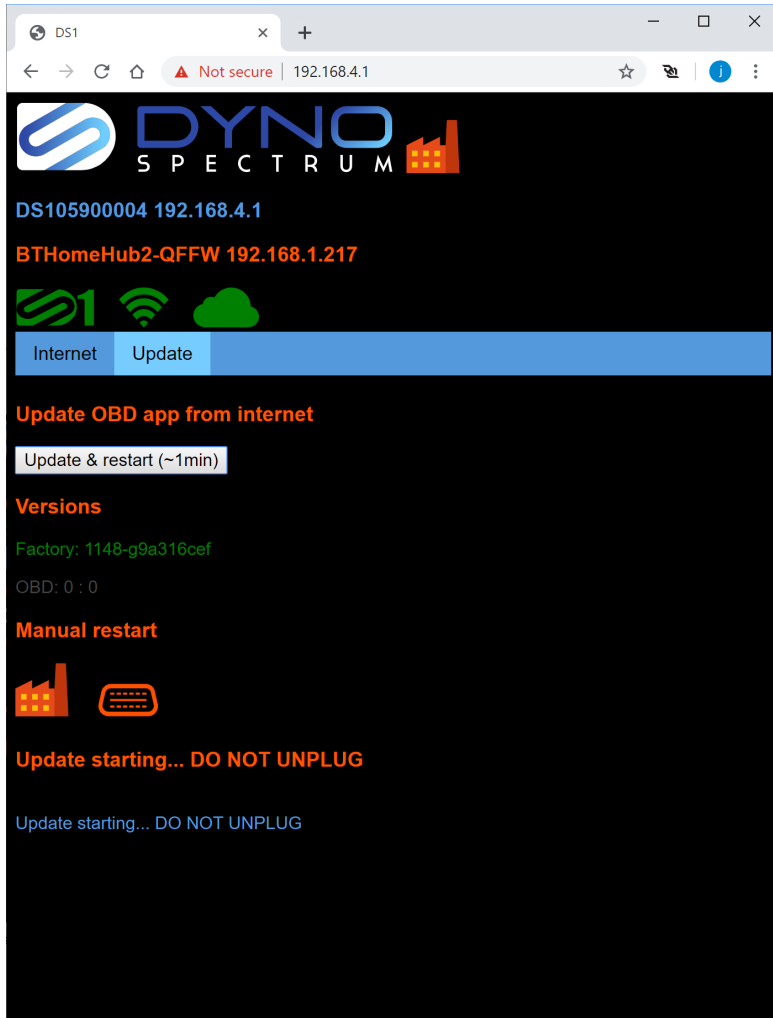 DS1
Not secure 192.168.4.1
j
DYNO
SPECTRUM
DS105900004 192.168.4.1
BTHomeHub2-QFFW 192.168.1.217
1
Internet Update
Update OBD app from internet
Update & restart (~1min)
Versions
Factory: 1148-g9a316cef
OBD: 0 : 0
Manual restart
Update starting... DO NOT UNPLUG
Update starting... DO NOT UNPLUG